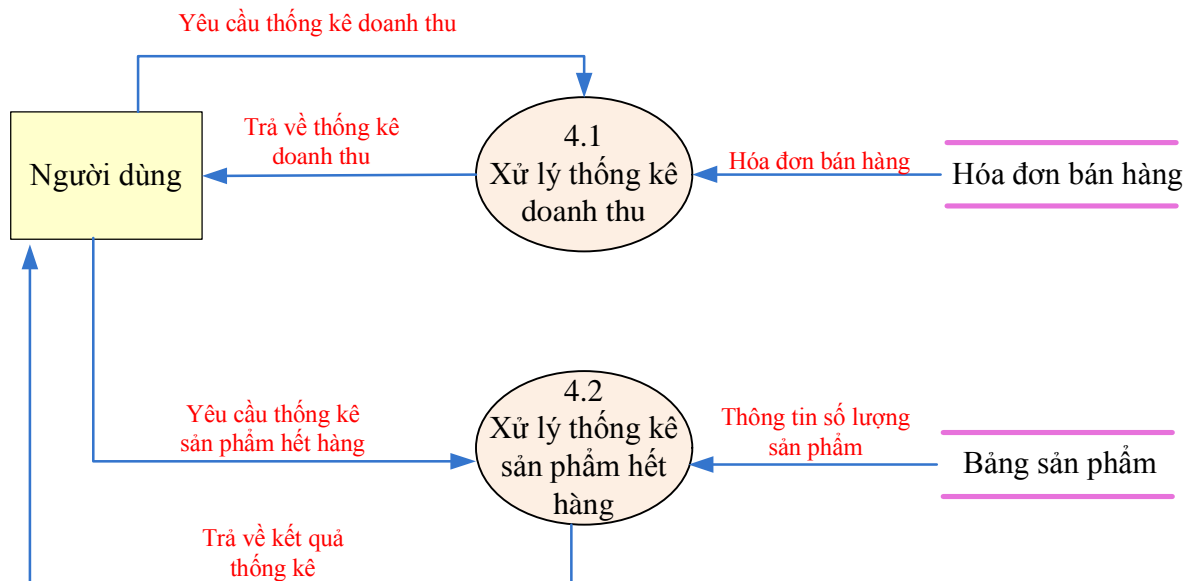 Yêu cầu thống kê doanh thu
Người dùng
Trả về thống kê
doanh thu
4.1
Xử lý thống kê
doanh thu
Hóa đơn bán hàng
Hóa đơn bán hàng
Yêu cầu thống kê
sản phẩm hết hàng
4.2
Xử lý thống kê
sản phẩm hết
hàng
Thông tin số lượng
sản phẩm
Bảng sản phẩm
Trả về kết quả
thống kê